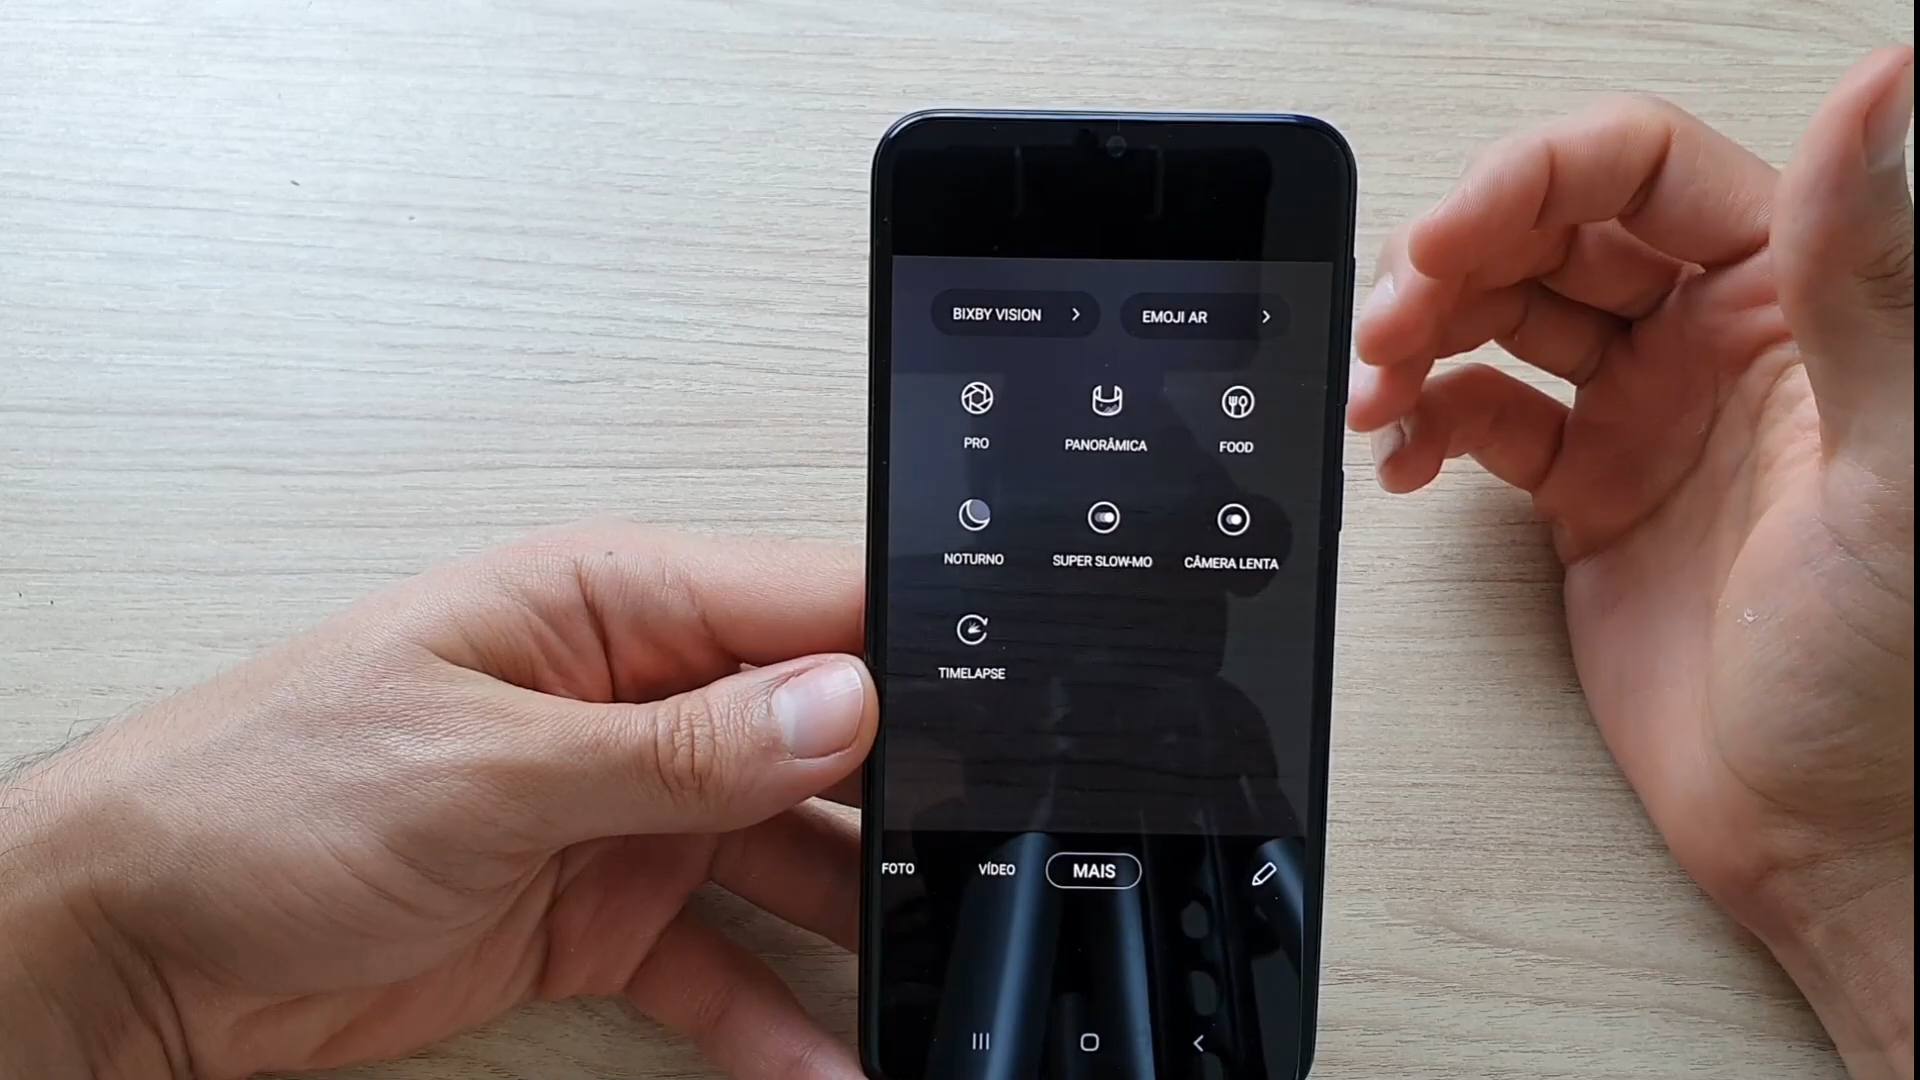 BIXBY VISION
EMOJI AR
PRO
PANORÂMICA
FOOD
NOTURNO
SUPER SLOW-MO
CÂMERA LENTA
TIMELAPSE
FOTO
VÍDEO
MAIS